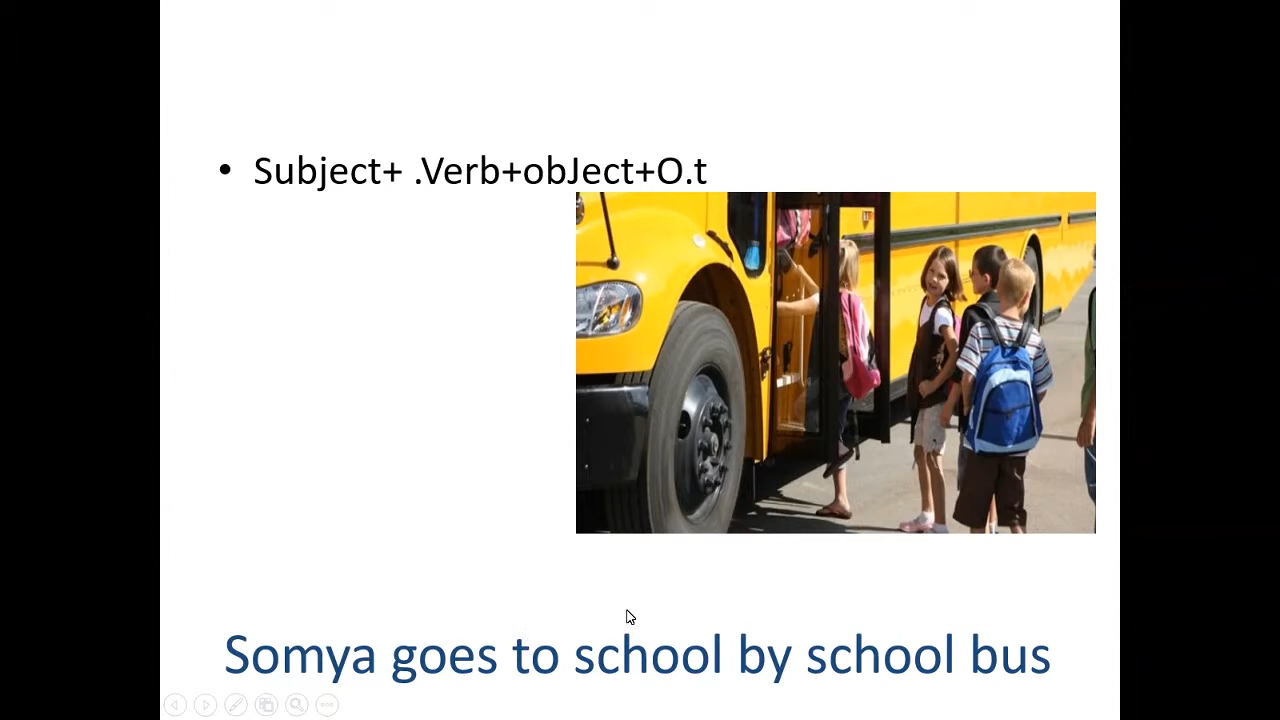 • Subject+ .Verb+obJect+O.t
Somya goes to school by school bus